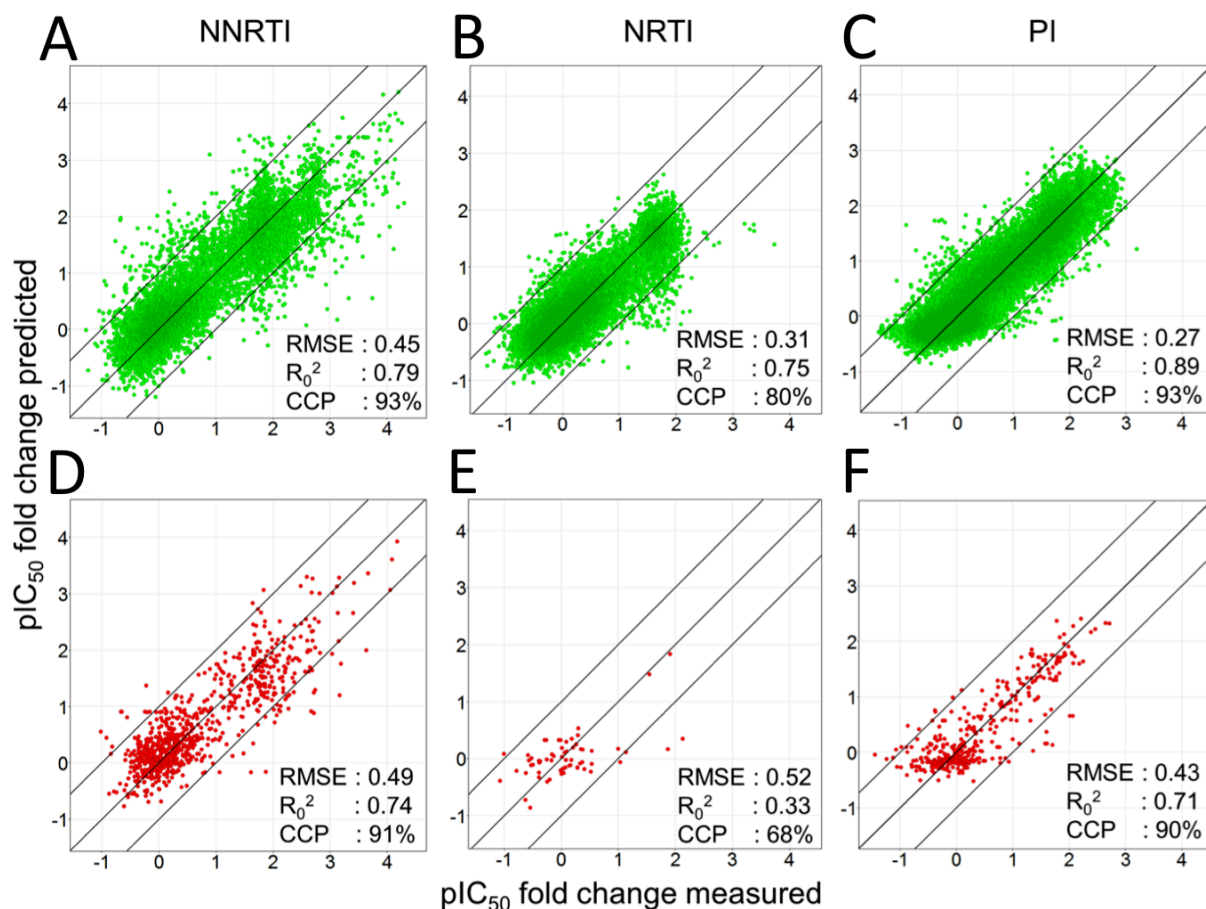 A
NNRTI
B
NRTI
C
PI
4
3
2
1
0
-1
-1 0 1 2 3 4
RMSE : 0.45
R₀² : 0.79
CCP : 93%
4
3
2
1
0
-1
-1 0 1 2 3 4
RMSE : 0.31
R₀² : 0.75
CCP : 80%
4
3
2
1
0
-1
-1 0 1 2 3 4
RMSE : 0.27
R₀² : 0.89
CCP : 93%
pIC₅₀ fold change predicted
D
E
F
4
3
2
1
0
-1
-1 0 1 2 3 4
RMSE : 0.49
R₀² : 0.74
CCP : 91%
4
3
2
1
0
-1
-1 0 1 2 3 4
RMSE : 0.52
R₀² : 0.33
CCP : 68%
4
3
2
1
0
-1
-1 0 1 2 3 4
RMSE : 0.43
R₀² : 0.71
CCP : 90%
pIC₅₀ fold change measured